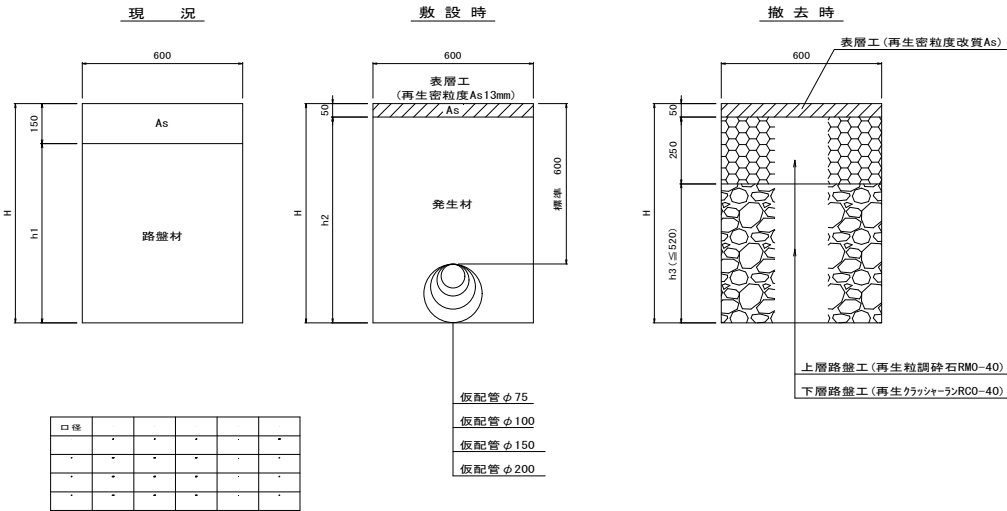 現 況
600
150
As
H
h1
路盤材
敷設時
600
表層工
(再生密粒度As13mm)
50
As
標準 600
H
h2
発生材
仮配管φ75
仮配管φ100
仮配管φ150
仮配管φ200
撤去時
表層工(再生密粒度改質As)
600
50
250
H
h3(≦520)
上層路盤工(再生粒調砕石RM0-40)
下層路盤工(再生クラッシャーランRC0-40)
口径